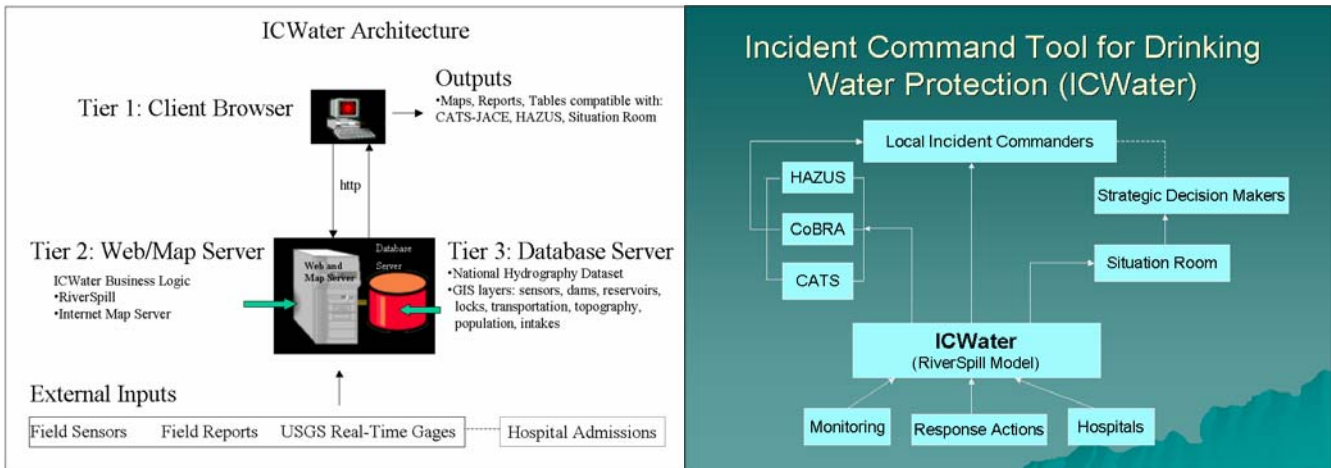 ICWater Architecture
Outputs
•Maps, Reports, Tables compatible with:
CATS-JACE, HAZUS, Situation Room
Tier 1: Client Browser
http
Tier 2: Web/Map Server
ICWater Business Logic
•RiverSpill
•Internet Map Server
Web and
Map Server
Database
Server
Tier 3: Database Server
•National Hydrography Dataset
•GIS layers: sensors, dams, reservoirs,
locks, transportation, topography,
population, intakes
External Inputs
Field Sensors Field Reports USGS Real-Time Gages Hospital Admissions
Incident Command Tool for Drinking
Water Protection (ICWater)
Local Incident Commanders
HAZUS
CoBRA
CATS
Strategic Decision Makers
Situation Room
ICWater
(RiverSpill Model)
Monitoring
Response Actions
Hospitals